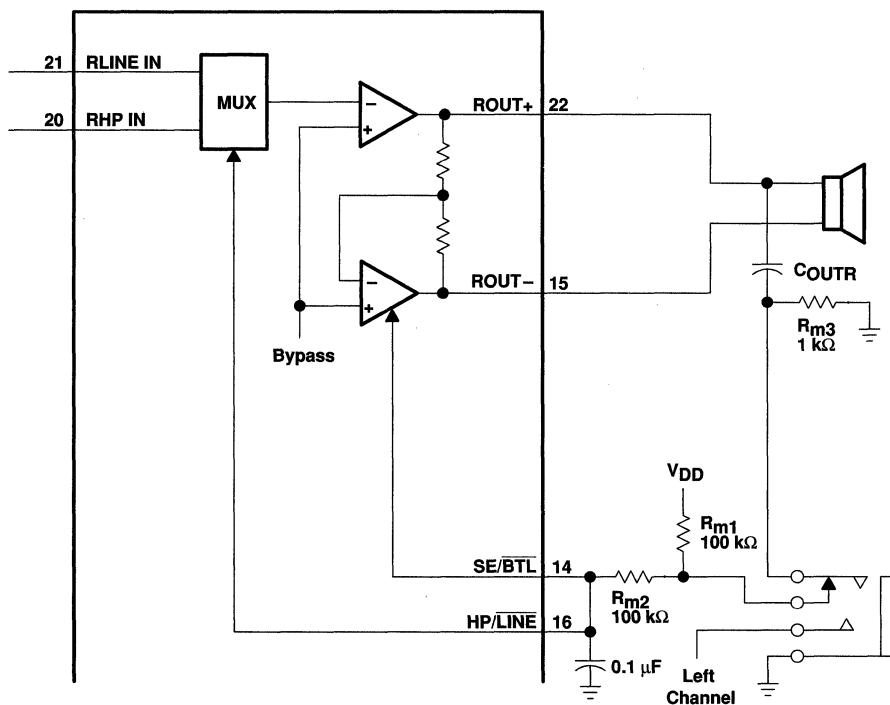 21 RLINE IN
20 RHP IN
MUX
−
+
ROUT+ 22
−
+
ROUT− 15
Bypass
COUTR
Rm3
1 kΩ
VDD
Rm1
100 kΩ
SE/BTL 14
Rm2
100 kΩ
HP/LINE 16
0.1 µF
Left
Channel